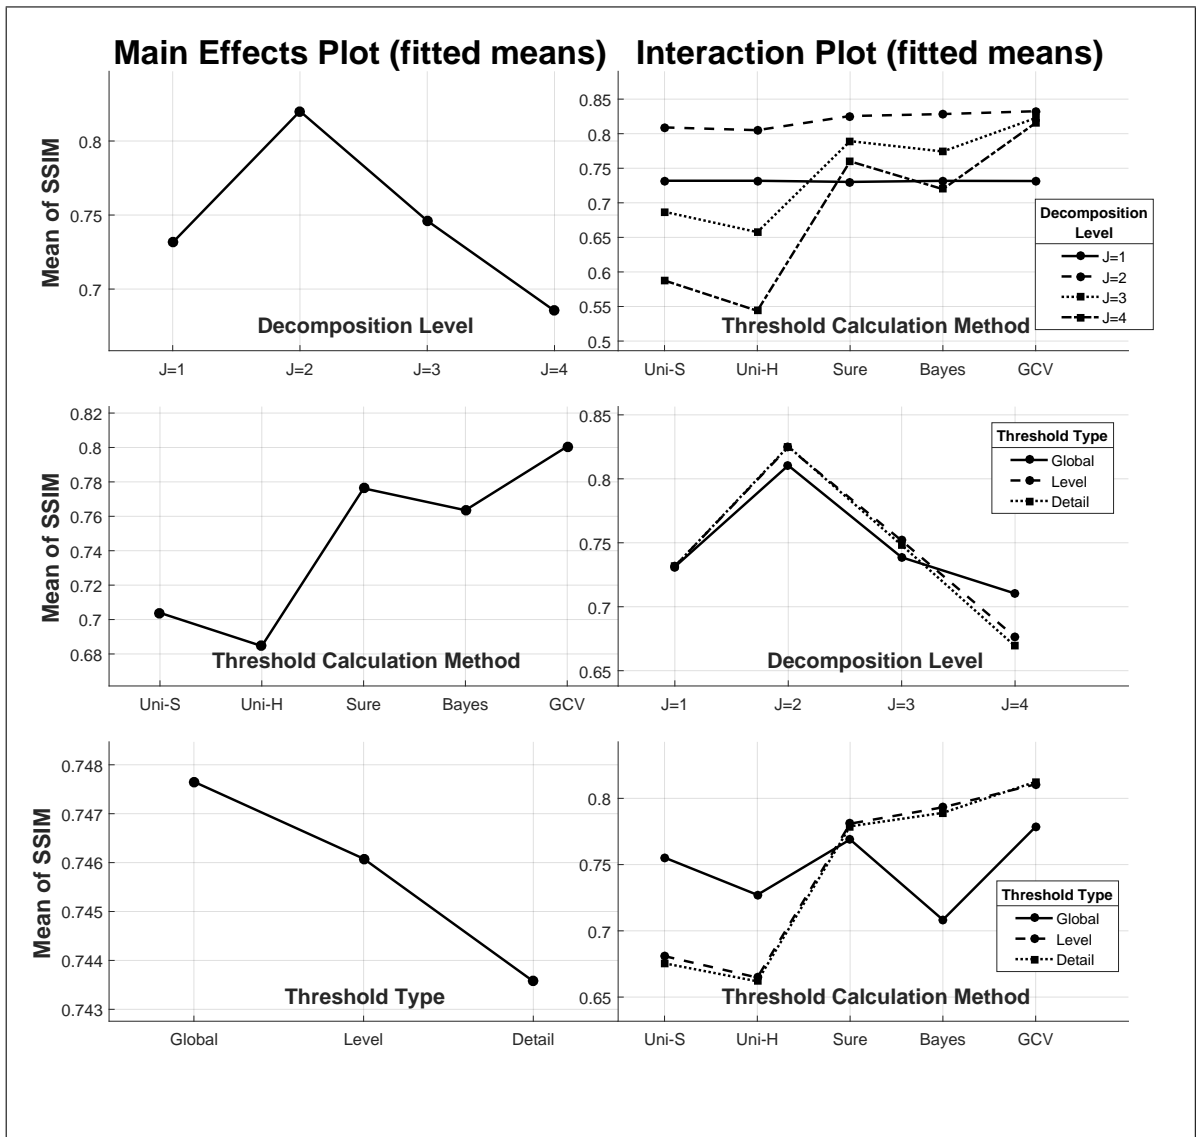 Main Effects Plot (fitted means)
Interaction Plot (fitted means)
Mean of SSIM
0.8
0.75
0.7
Decomposition Level
J=1 J=2 J=3 J=4
0.85
0.8
0.75
0.7
0.65
0.6
0.55
0.5
Threshold Calculation Method
Uni-S Uni-H Sure Bayes GCV
Decomposition
Level
J=1
J=2
J=3
J=4
Mean of SSIM
0.82
0.8
0.78
0.76
0.74
0.72
0.7
0.68
Threshold Calculation Method
Uni-S Uni-H Sure Bayes GCV
0.85
0.8
0.75
0.7
0.65
Threshold Type
Global
Level
Detail
Decomposition Level
J=1 J=2 J=3 J=4
Mean of SSIM
0.748
0.747
0.746
0.745
0.744
0.743
Threshold Type
Global Level Detail
0.8
0.75
0.7
0.65
Threshold Type
Global
Level
Detail
Threshold Calculation Method
Uni-S Uni-H Sure Bayes GCV